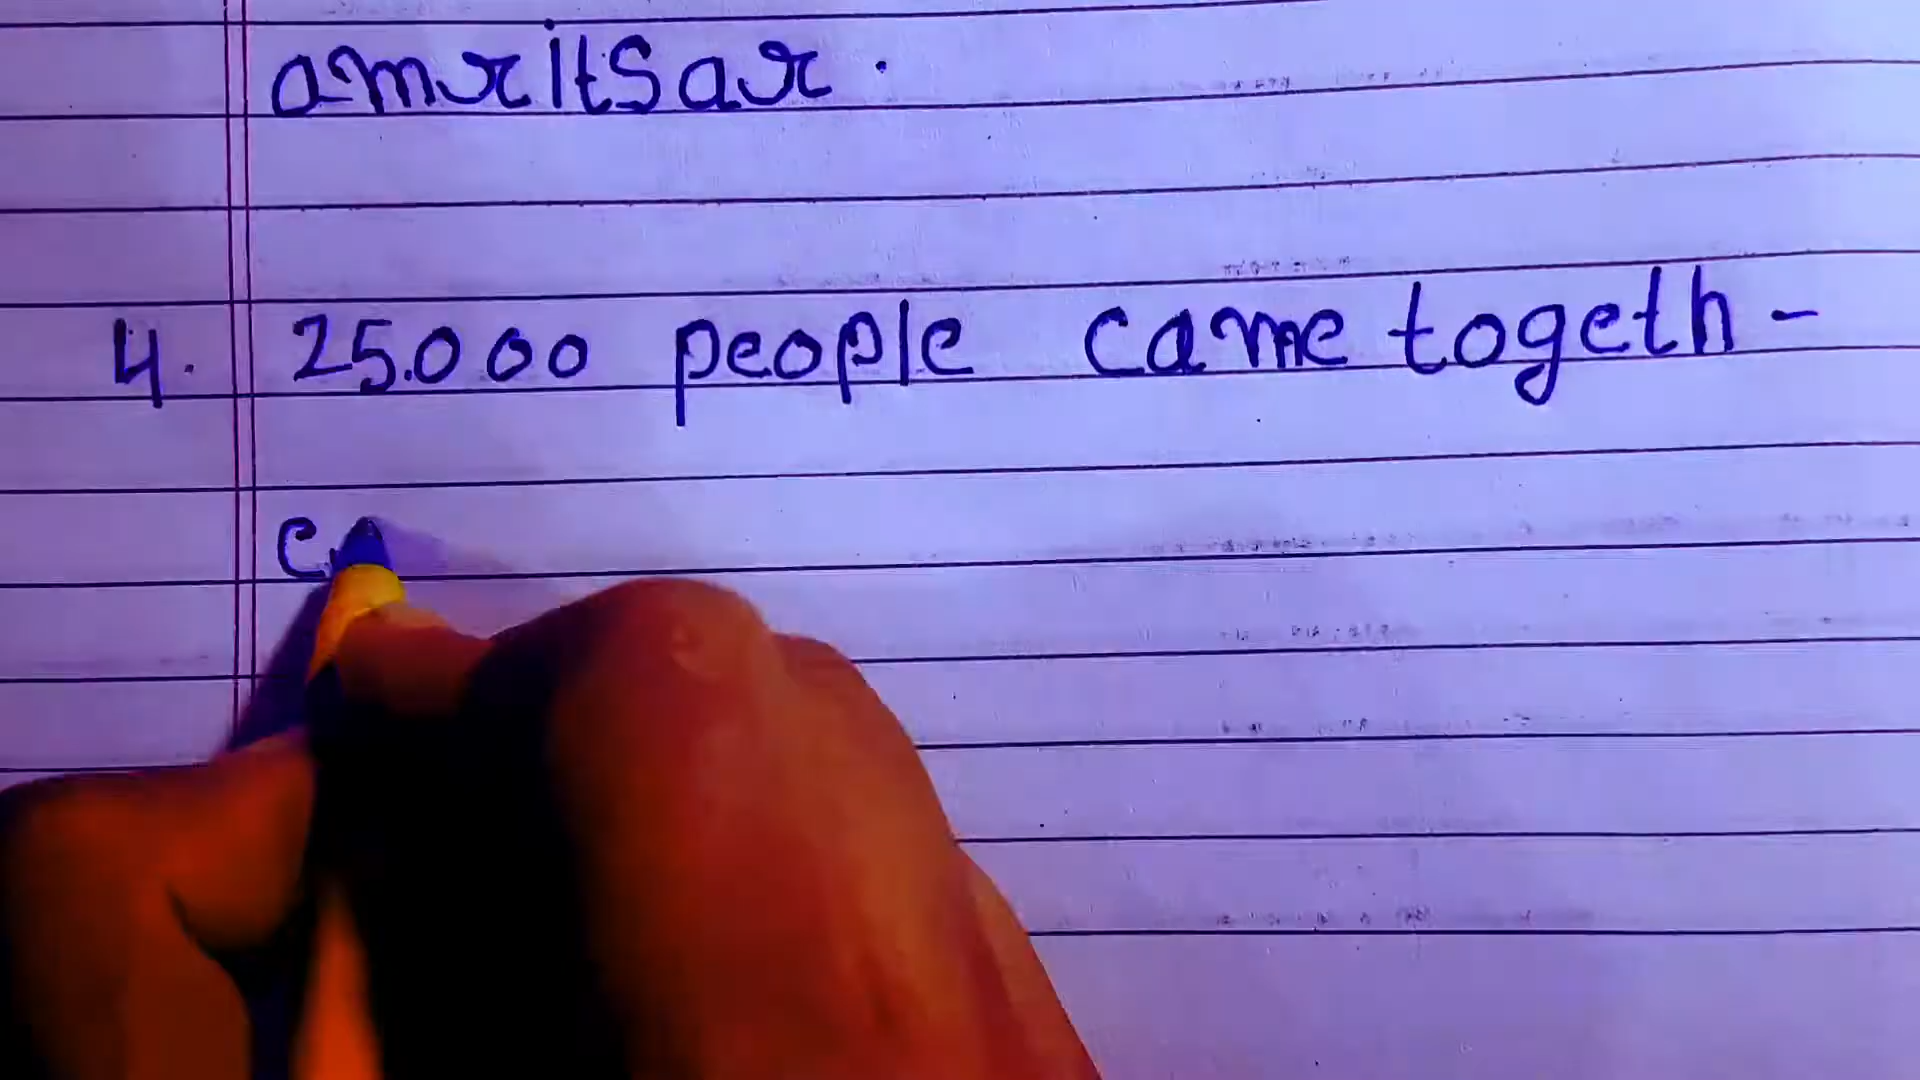 amritsar.
4. 25.000 people came togeth-
e